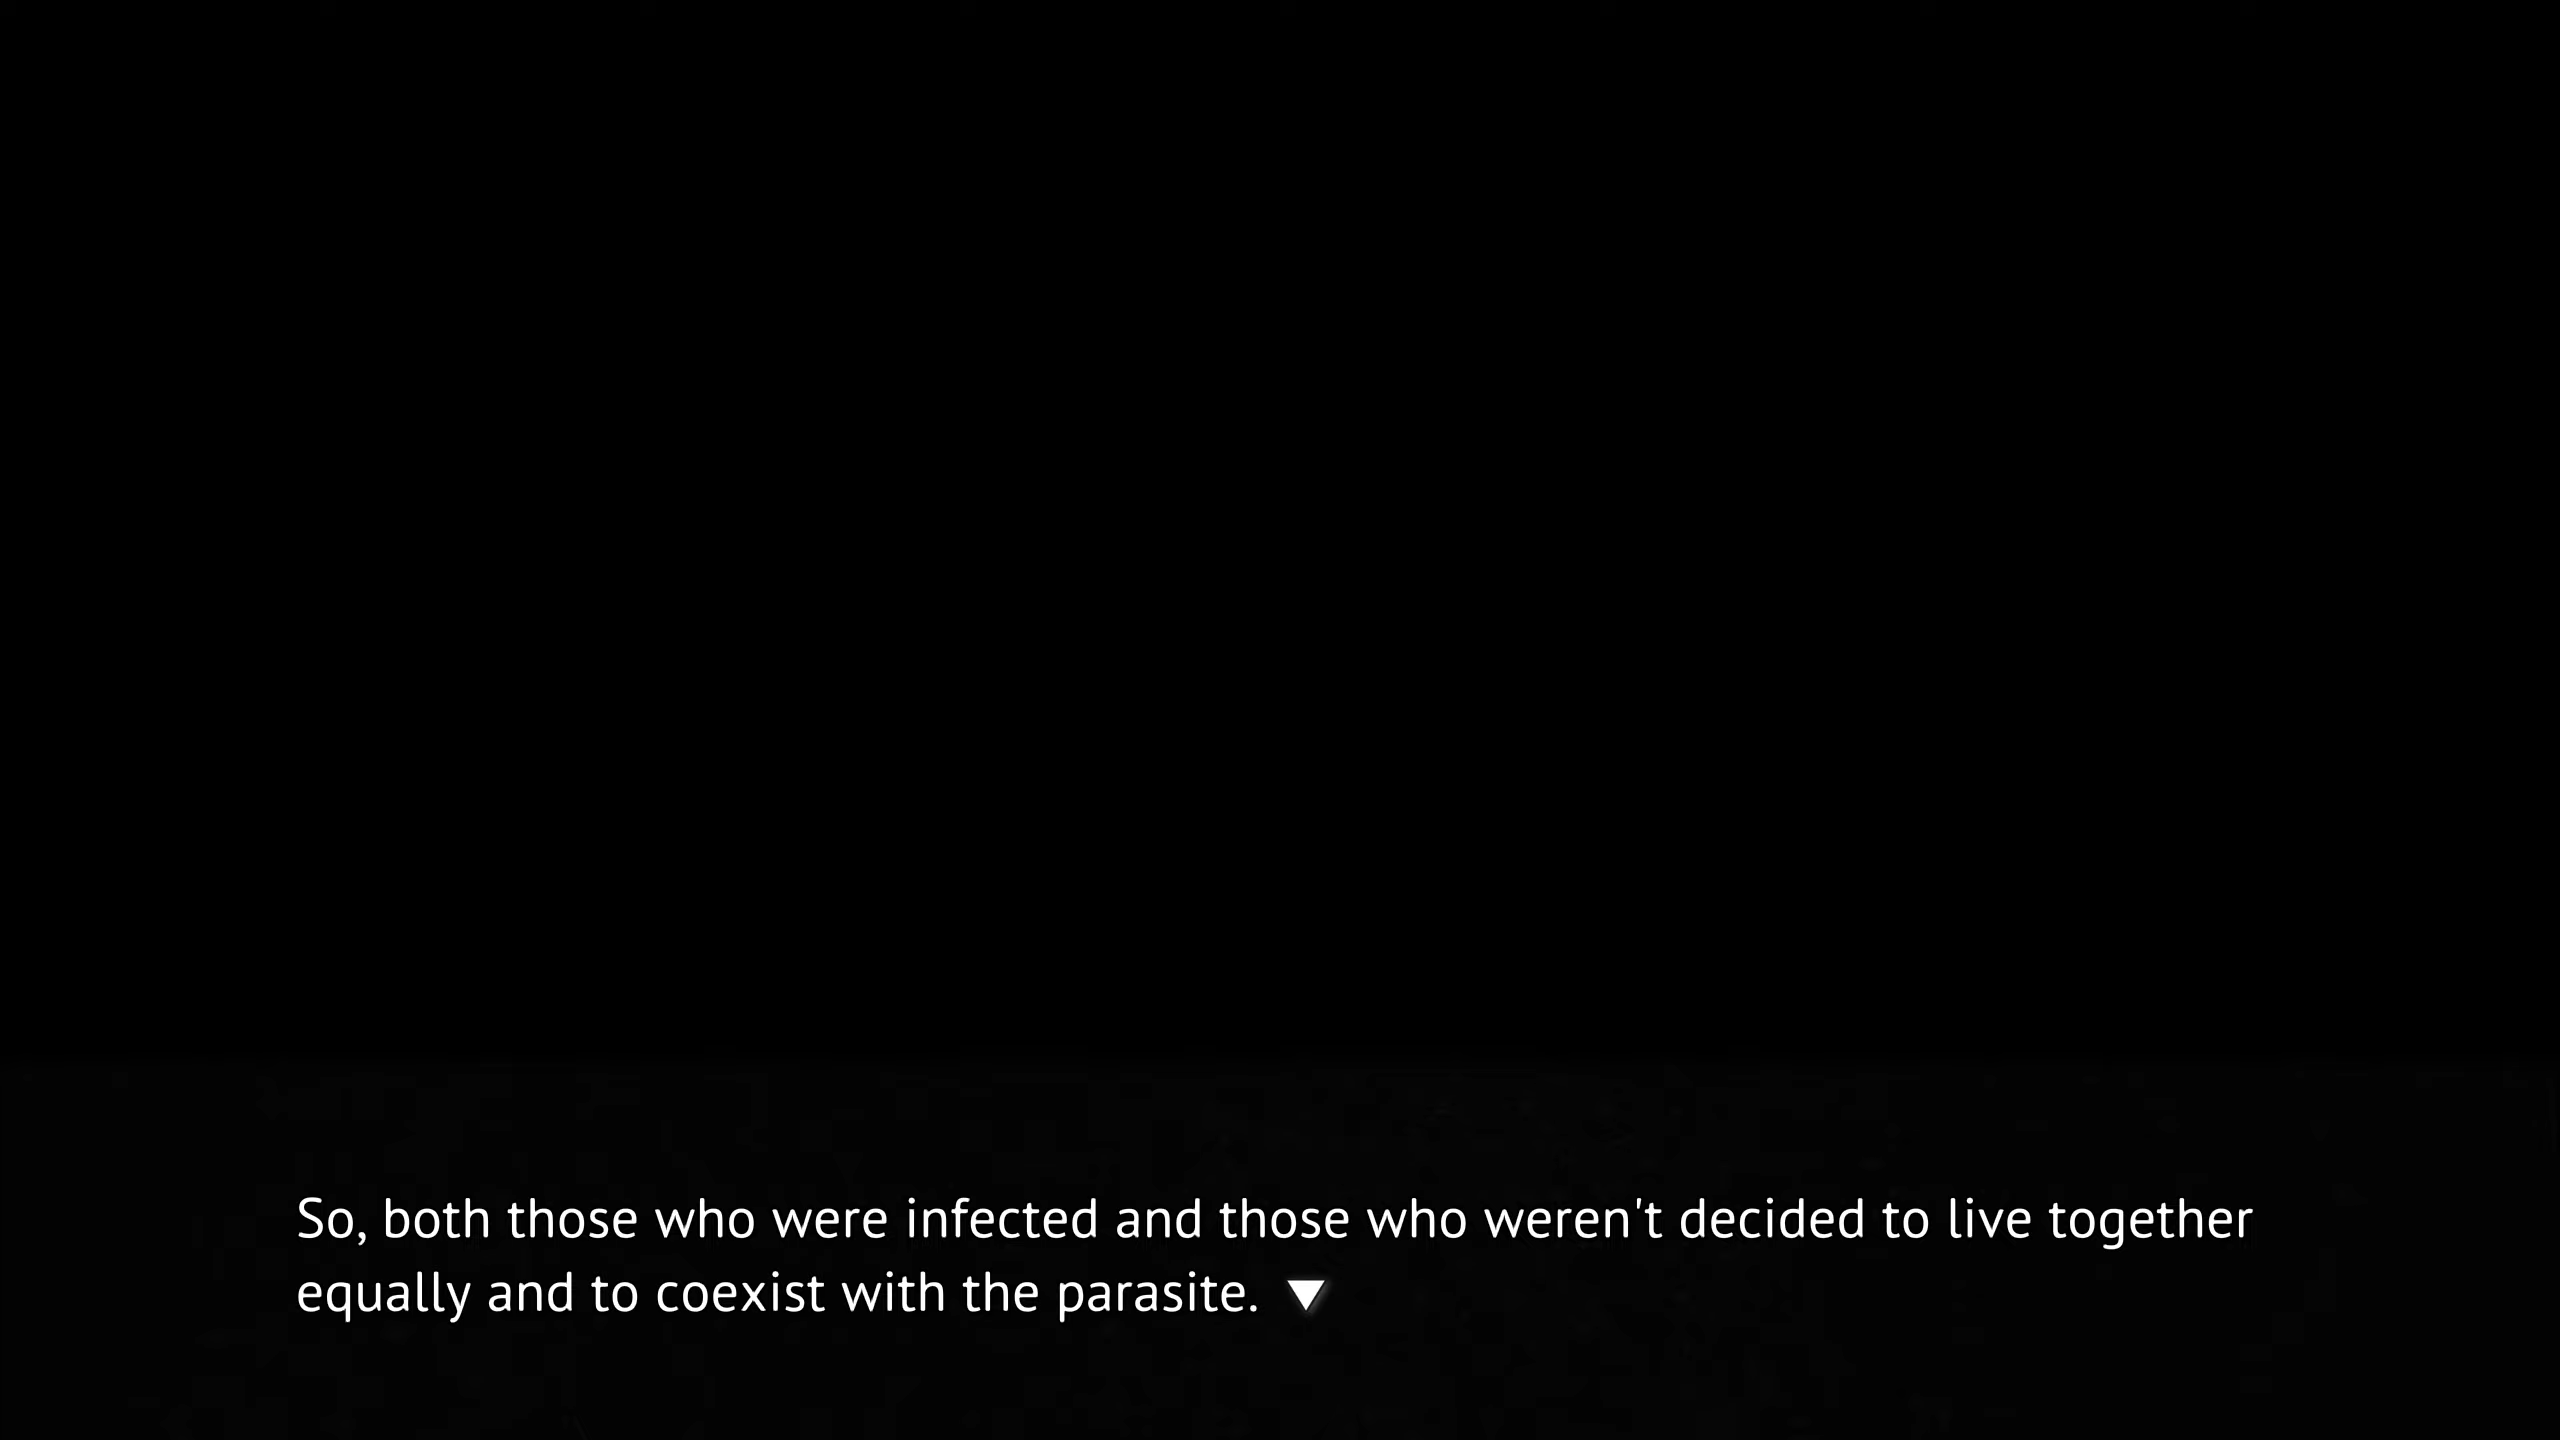 So, both those who were infected and those who weren't decided to live together
equally and to coexist with the parasite.